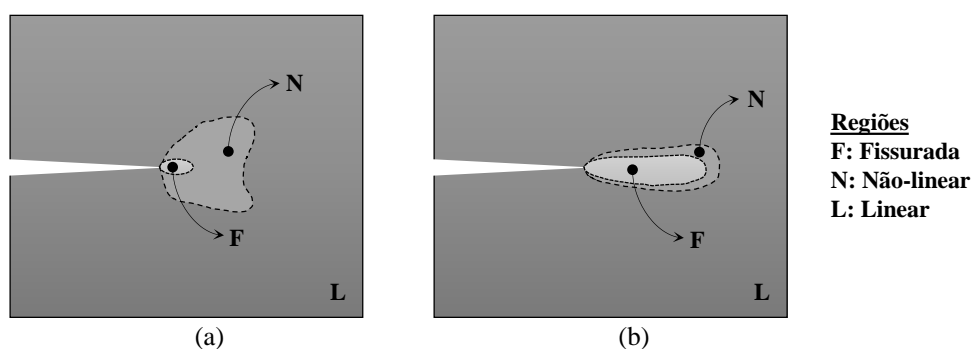 N
F
L
(a)
N
F
L
(b)
Regiões
F: Fissurada
N: Não-linear
L: Linear